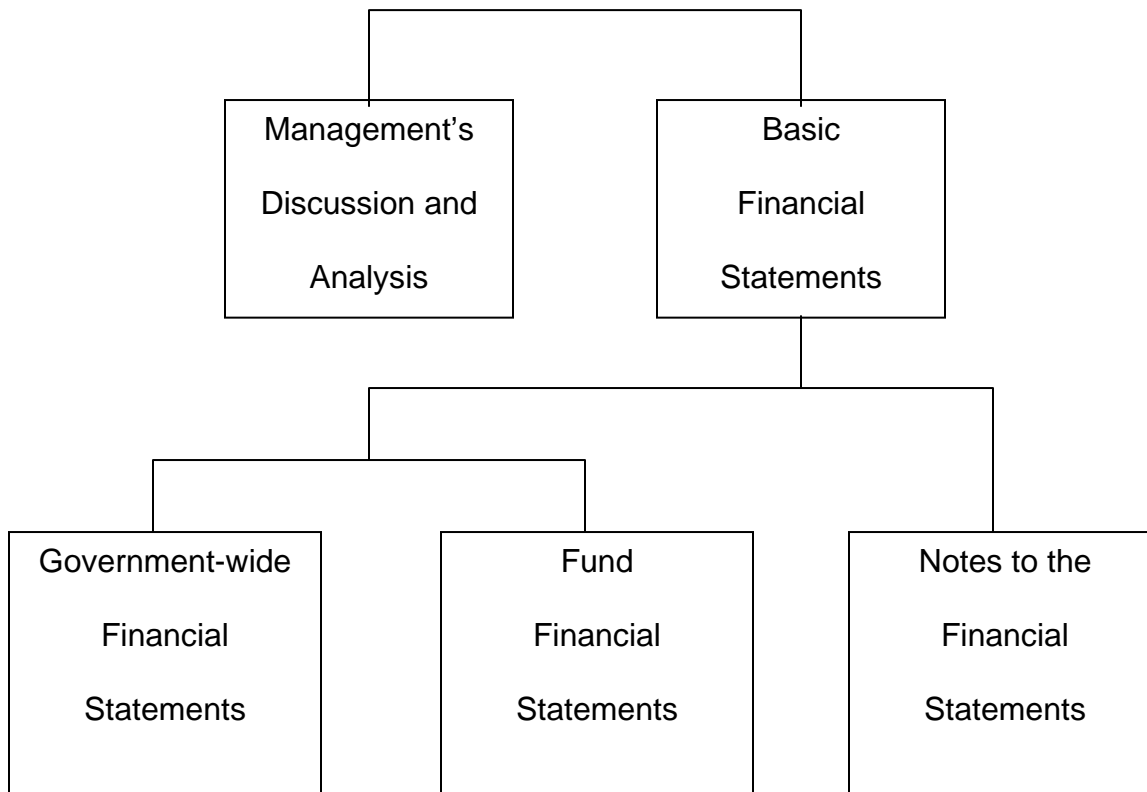 Management’s
Discussion and
Analysis
Basic
Financial
Statements
Government-wide
Financial
Statements
Fund
Financial
Statements
Notes to the
Financial
Statements